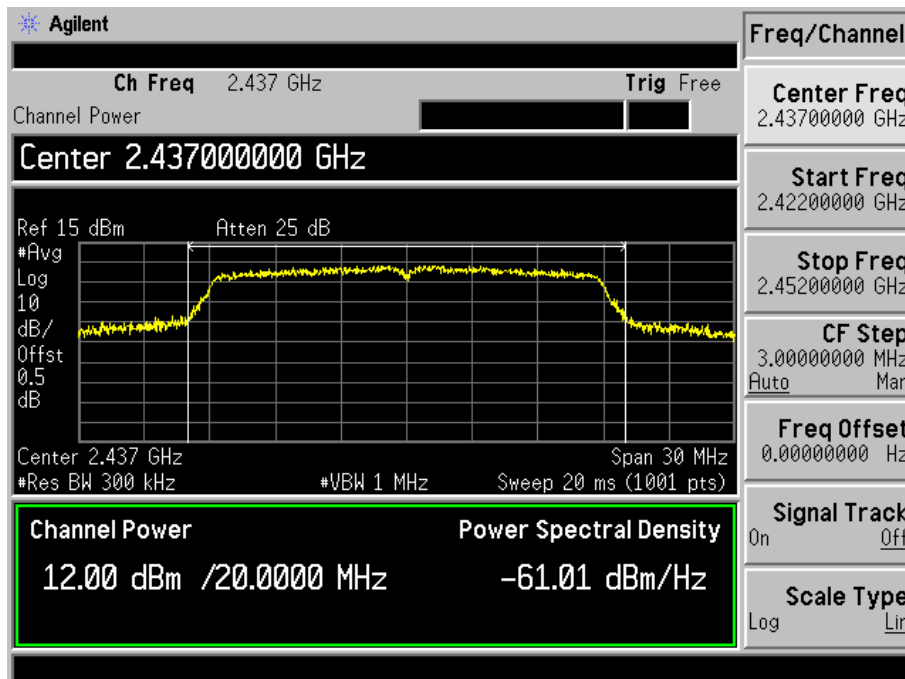 Agilent
Freq/Channel
Ch Freq 2.437 GHz Trig Free
Channel Power
Center 2.437000000 GHz
Ref 15 dBm Atten 25 dB
#Avg
Log
10
dB/
Offst
0.5
dB
Center 2.437 GHz Span 30 MHz
#Res BW 300 kHz #VBW 1 MHz Sweep 20 ms (1001 pts)
Channel Power Power Spectral Density
12.00 dBm /20.0000 MHz -61.01 dBm/Hz
Center Freq
2.43700000 GHz
Start Freq
2.42200000 GHz
Stop Freq
2.45200000 GHz
CF Step
3.00000000 MHz
Auto Man
Freq Offset
0.00000000 Hz
Signal Track
On Off
Scale Type
Log Lin